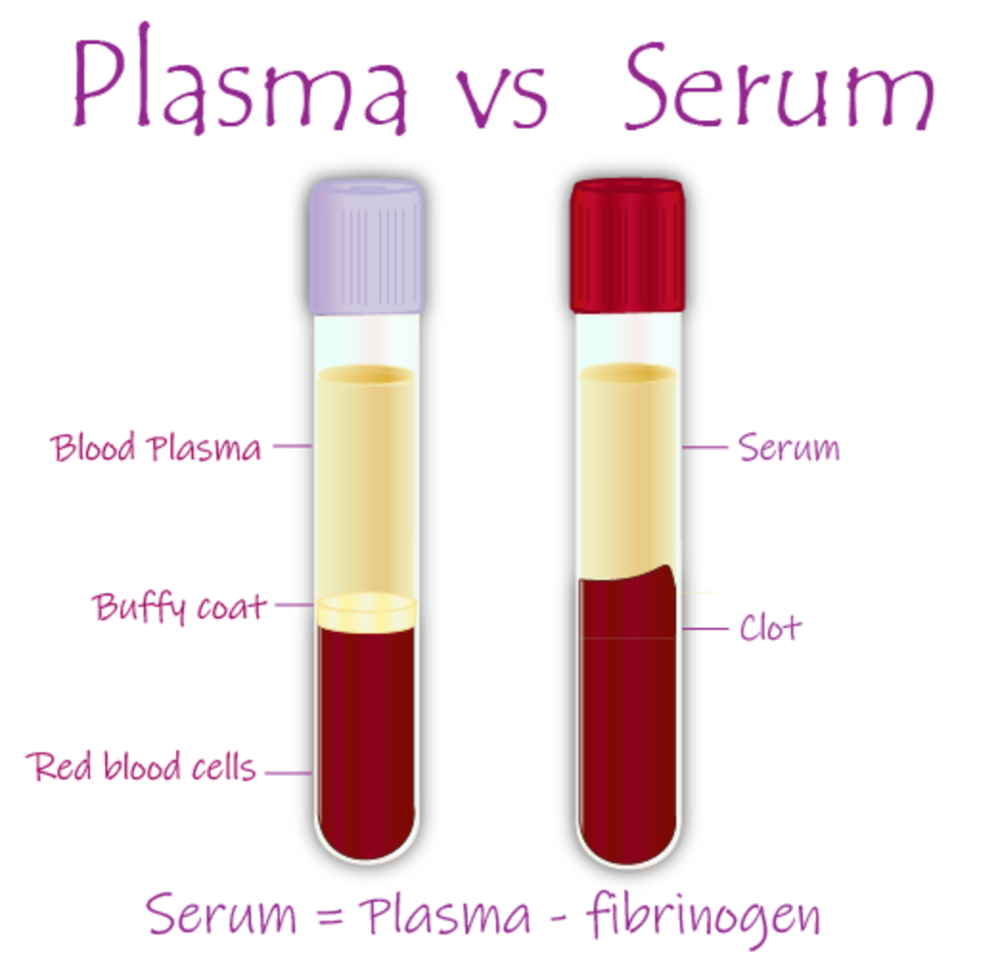 Plasma vs Serum
Blood Plasma
Serum
Buffy coat
Clot
Red blood cells
Serum = Plasma - fibrinogen